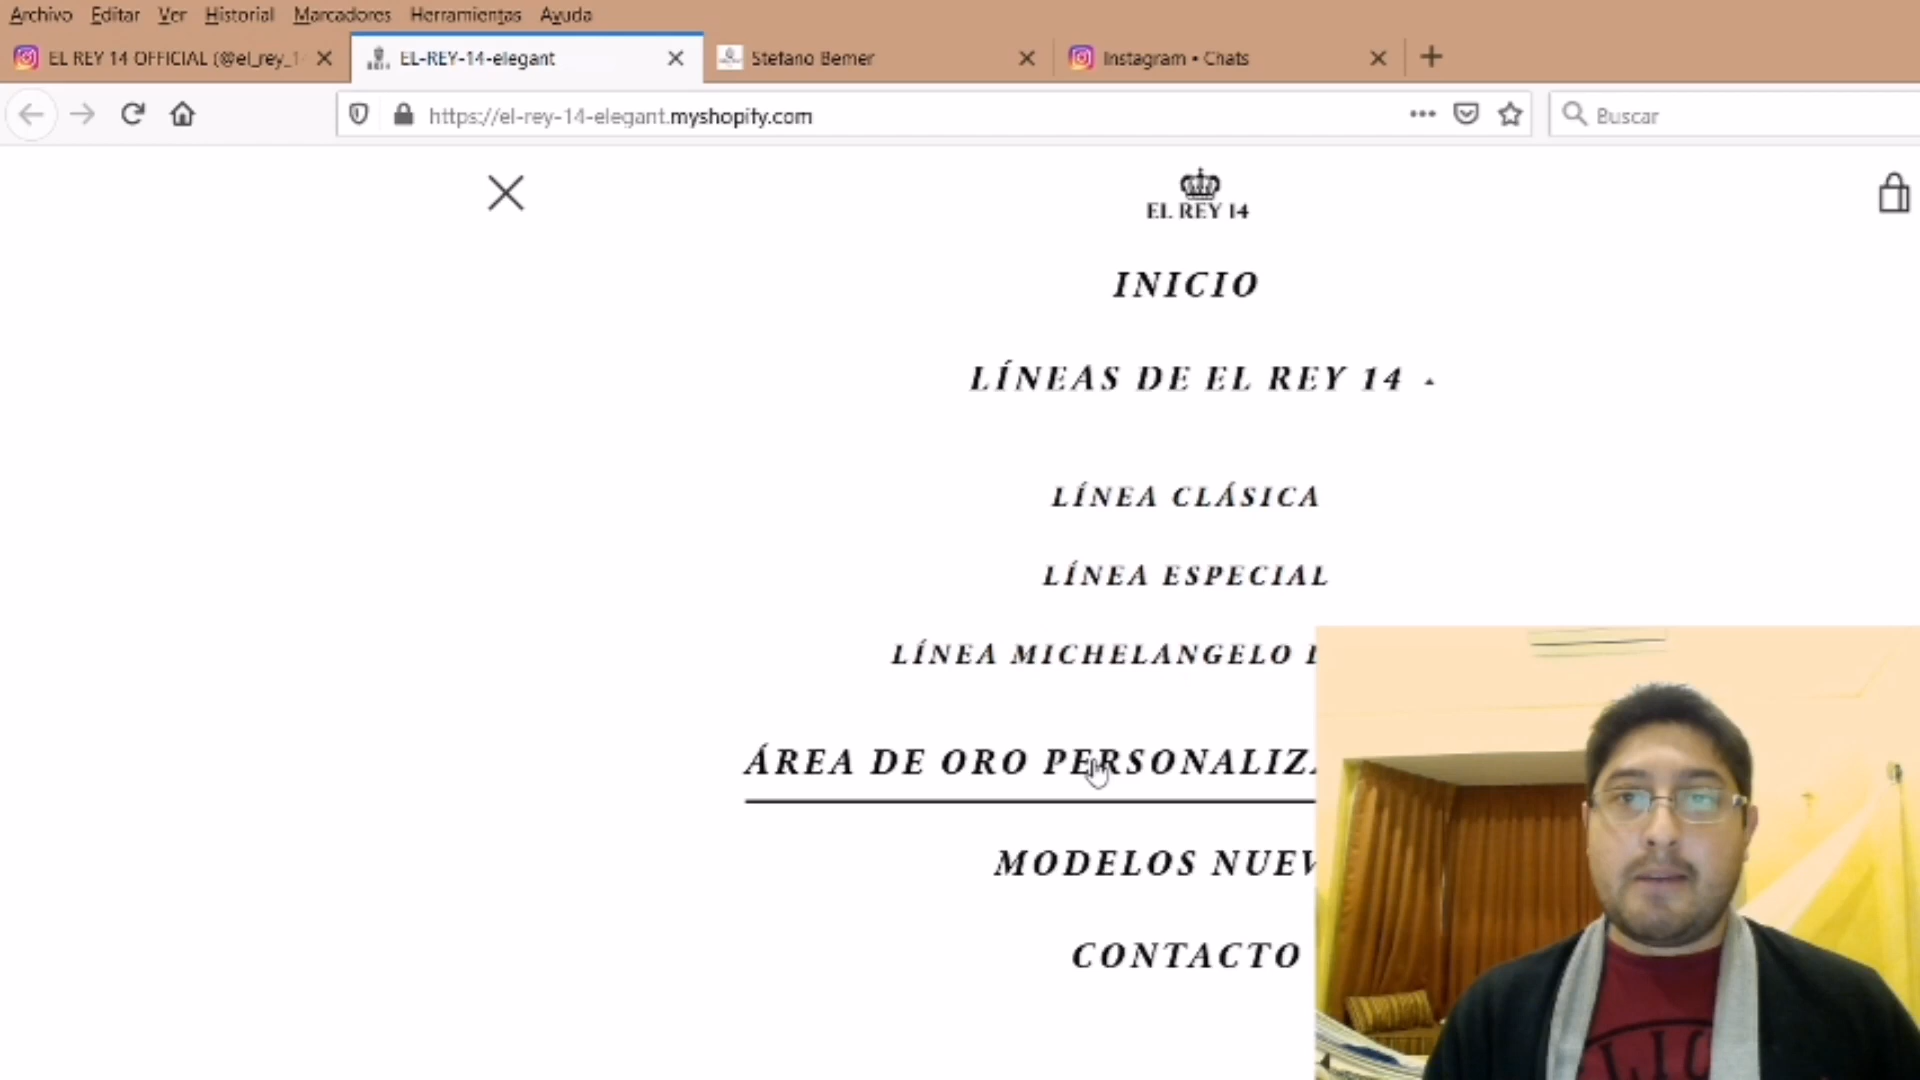 Archivo Editar Ver Historial Marcadores Herramientas Ayuda
EL REY 14 OFFICIAL (@el_rey_1
EL-REY-14-elegant
Stefano Bemer
Instagram • Chats
https://el-rey-14-elegant.myshopify.com
Buscar
EL REY 14
INICIO
LÍNEAS DE EL REY 14
LÍNEA CLÁSICA
LÍNEA ESPECIAL
LÍNEA MICHELANGELO
ÁREA DE ORO PERSONALIZ
MODELOS NUEV
CONTACTO